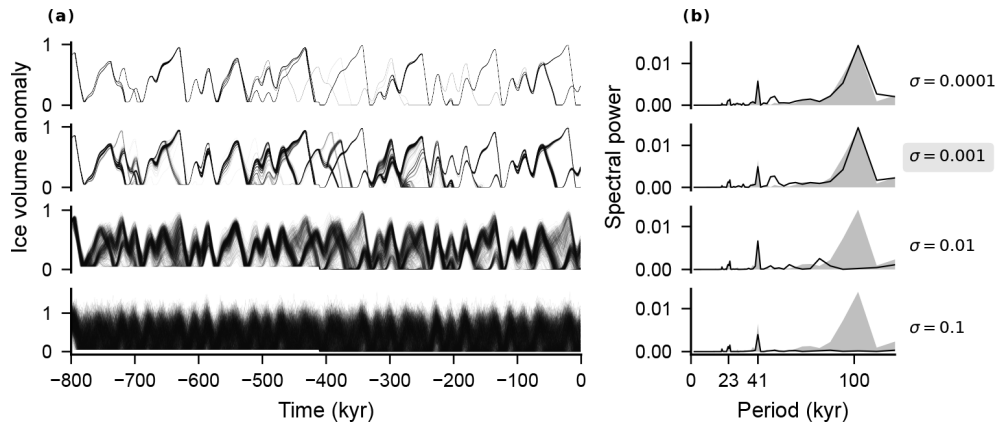 (a)
(b)
Ice volume anomaly
Spectral power
1
0
0.01
0.00
σ = 0.0001
1
0
0.01
0.00
σ = 0.001
1
0
0.01
0.00
σ = 0.01
1
0
0.01
0.00
σ = 0.1
−800 −700 −600 −500 −400 −300 −200 −100 0
0 23 41 100
Time (kyr)
Period (kyr)